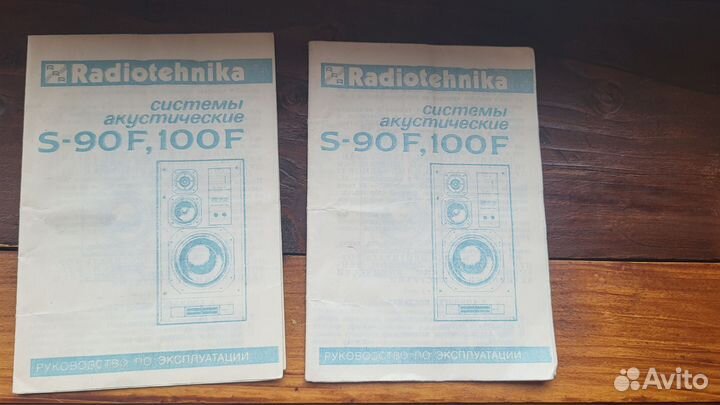 Radiotehnika
системы
акустические
S-90F, 100F
РУКОВОДСТВО ПО ЭКСПЛУАТАЦИИ
Radiotehnika
системы
акустические
S-90F, 100F
РУКОВОДСТВО ПО ЭКСПЛУАТАЦИИ
Avito